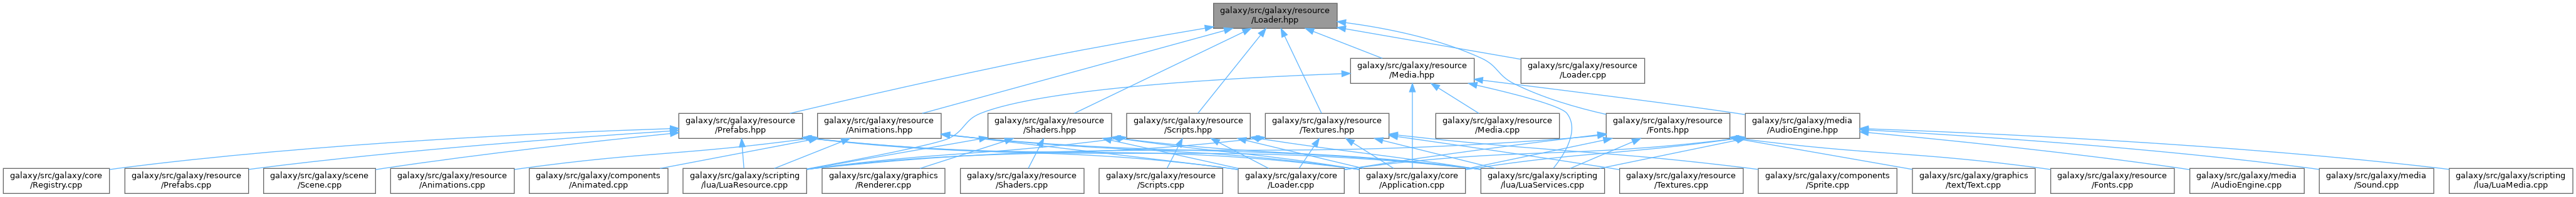 galaxy/src/galaxy/resource
/Loader.hpp
galaxy/src/galaxy/resource
/Media.hpp
galaxy/src/galaxy/resource
/Loader.cpp
galaxy/src/galaxy/resource
/Prefabs.hpp
galaxy/src/galaxy/resource
/Animations.hpp
galaxy/src/galaxy/resource
/Shaders.hpp
galaxy/src/galaxy/resource
/Scripts.hpp
galaxy/src/galaxy/resource
/Textures.hpp
galaxy/src/galaxy/resource
/Media.cpp
galaxy/src/galaxy/resource
/Fonts.hpp
galaxy/src/galaxy/media
/AudioEngine.hpp
galaxy/src/galaxy/core
/Registry.cpp
galaxy/src/galaxy/resource
/Prefabs.cpp
galaxy/src/galaxy/scene
/Scene.cpp
galaxy/src/galaxy/resource
/Animations.cpp
galaxy/src/galaxy/components
/Animated.cpp
galaxy/src/galaxy/scripting
/lua/LuaResource.cpp
galaxy/src/galaxy/graphics
/Renderer.cpp
galaxy/src/galaxy/resource
/Shaders.cpp
galaxy/src/galaxy/resource
/Scripts.cpp
galaxy/src/galaxy/core
/Loader.cpp
galaxy/src/galaxy/core
/Application.cpp
galaxy/src/galaxy/scripting
/lua/LuaServices.cpp
galaxy/src/galaxy/resource
/Textures.cpp
galaxy/src/galaxy/components
/Sprite.cpp
galaxy/src/galaxy/graphics
/text/Text.cpp
galaxy/src/galaxy/resource
/Fonts.cpp
galaxy/src/galaxy/media
/AudioEngine.cpp
galaxy/src/galaxy/media
/Sound.cpp
galaxy/src/galaxy/scripting
/lua/LuaMedia.cpp